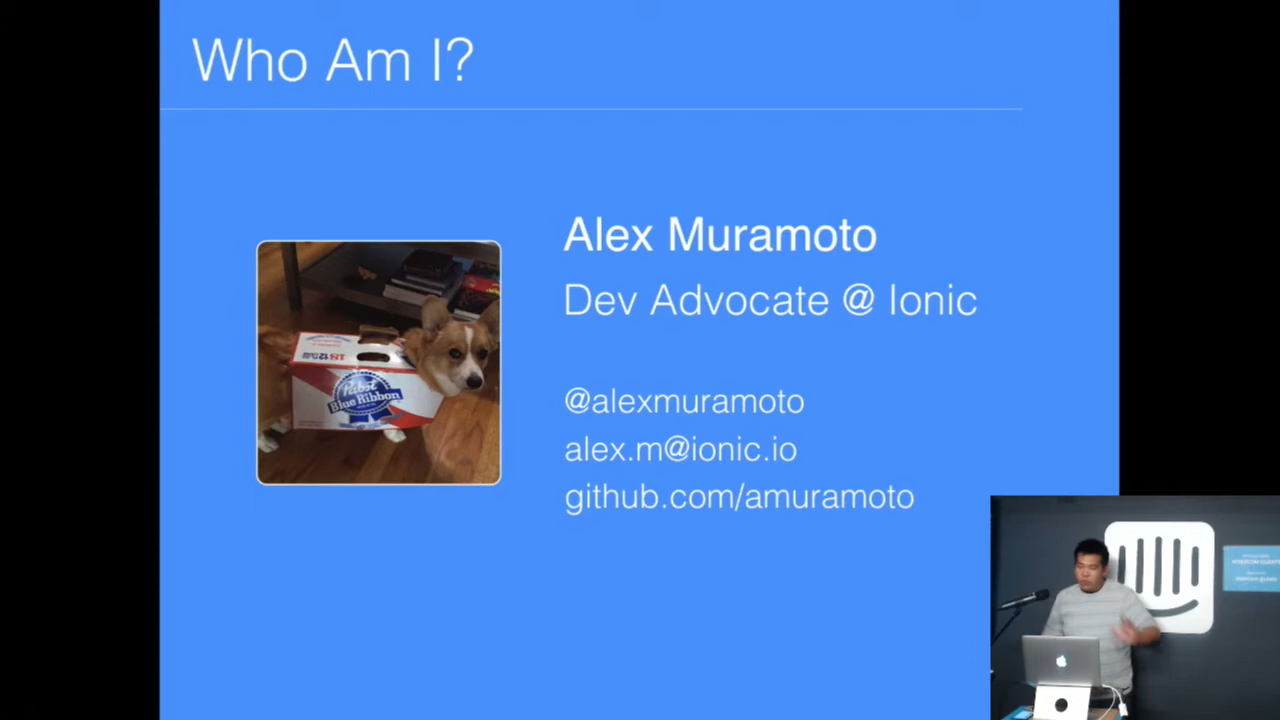 Who Am I?
Alex Muramoto
Dev Advocate @ Ionic
Pabst
Blue Ribbon
@alexmuramoto
alex.m@ionic.io
github.com/amuramoto